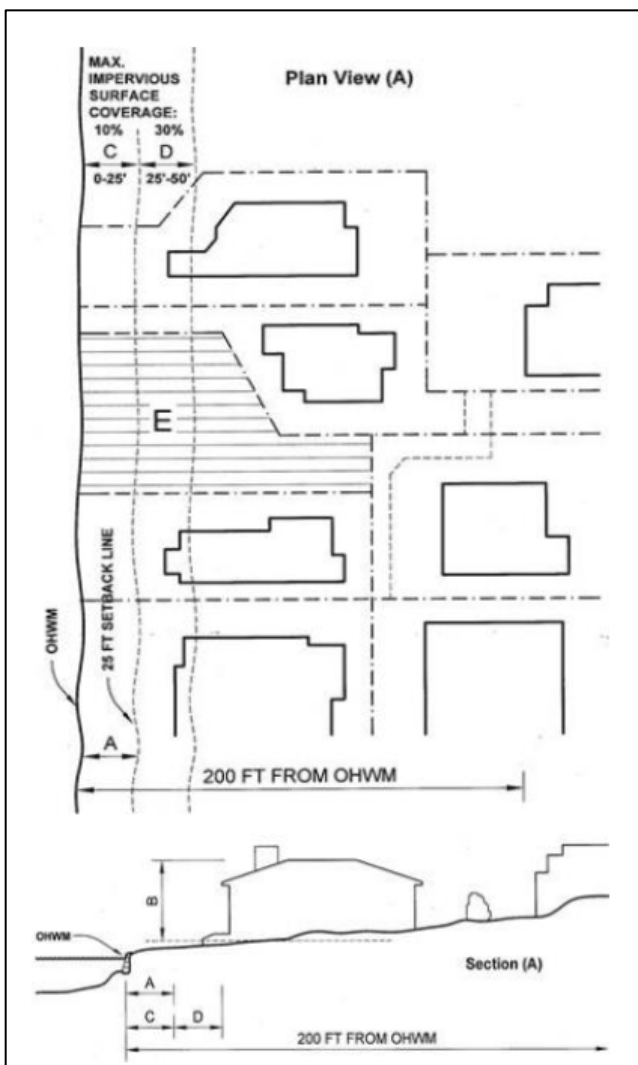 MAX.
IMPERVIOUS
SURFACE
COVERAGE:
10% 30%
C D
0-25' 25'-50'
Plan View (A)
E
OHWM
25 FT SETBACK LINE
A
200 FT FROM OHWM
B
OHWM
A
C D
Section (A)
200 FT FROM OHWM